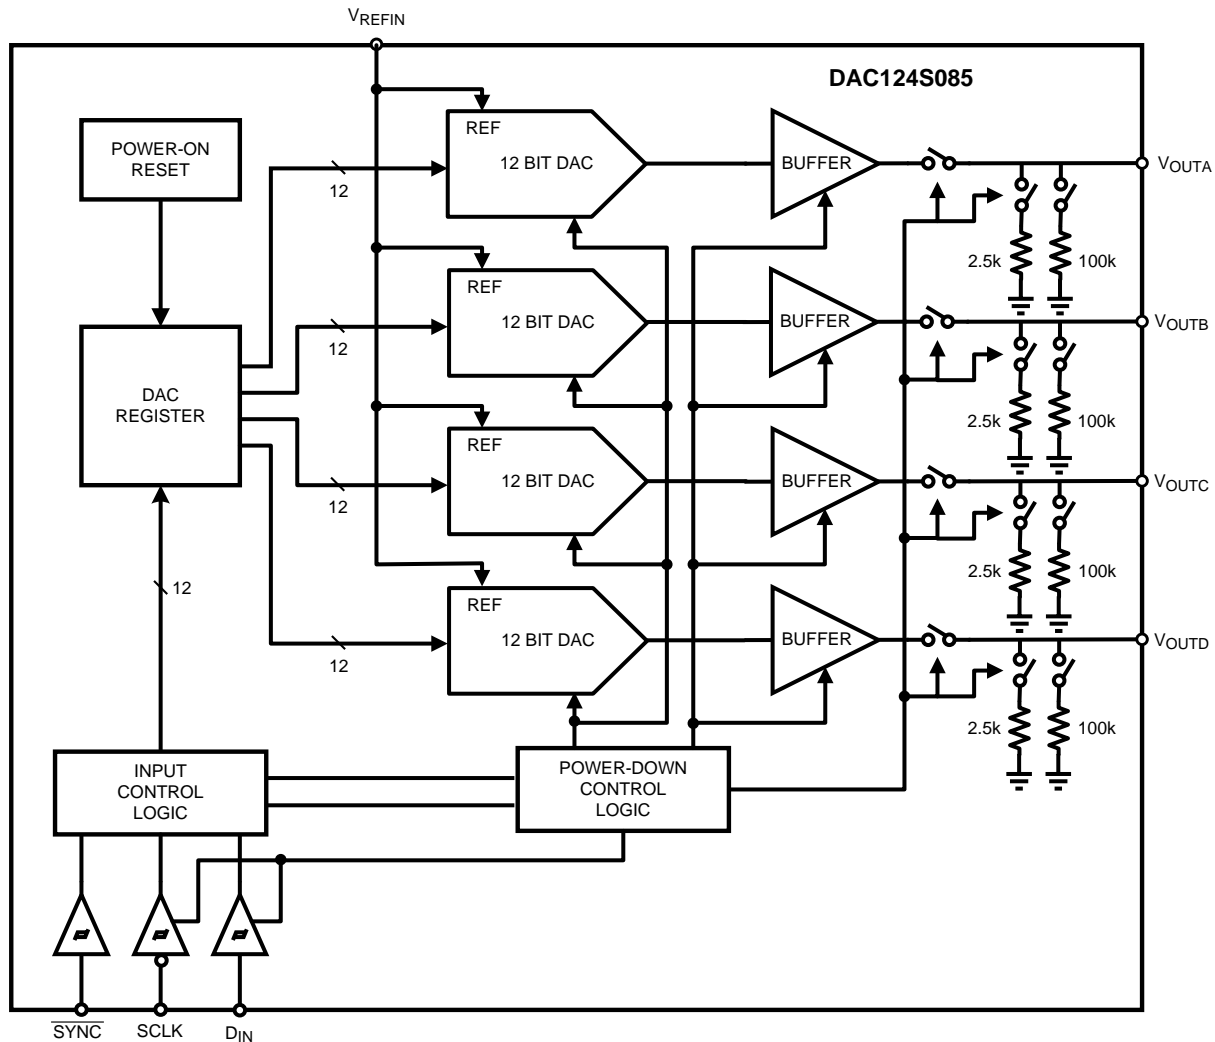 VREFIN
DAC124S085
POWER-ON
RESET
REF
12 BIT DAC
BUFFER
VOUTA
12
2.5k
100k
REF
12 BIT DAC
BUFFER
VOUTB
12
2.5k
100k
DAC
REGISTER
REF
12 BIT DAC
BUFFER
VOUTC
12
2.5k
100k
12
REF
12 BIT DAC
BUFFER
VOUTD
12
2.5k
100k
INPUT
CONTROL
LOGIC
POWER-DOWN
CONTROL
LOGIC
SYNC
SCLK
DIN